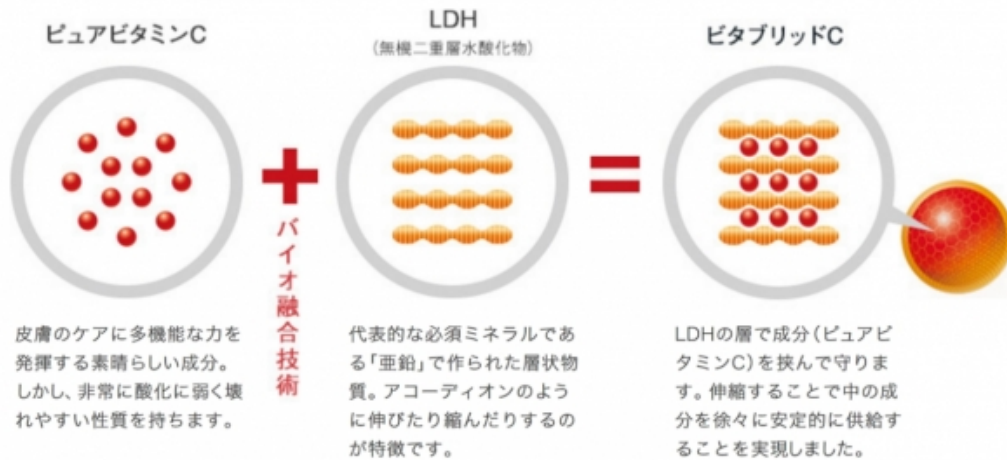 ピュアビタミンC
LDH
（無機二重層水酸化物）
ビタブリッドC
バイオ融合技術
皮膚のケアに多機能な力を
発揮する素晴らしい成分。
しかし、非常に酸化に弱く壊
れやすい性質を持ちます。
代表的な必須ミネラルであ
る「亜鉛」で作られた層状物
質。アコーディオンのよう
に伸びたり縮んだりするの
が特徴です。
LDHの層で成分（ピュアビ
タミンC）を挟んで守りま
す。伸縮することで中の成
分を徐々に安定的に供給す
ることを実現しました。